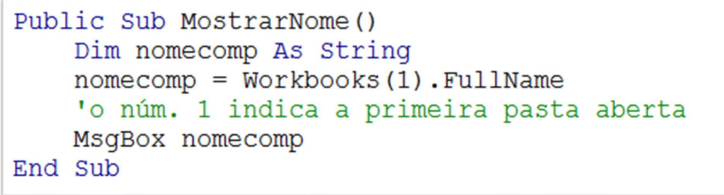 Public Sub MostrarNome()
Dim nomecomp As String
nomecomp = Workbooks(1).FullName
'o núm. 1 indica a primeira pasta aberta
MsgBox nomecomp
End Sub